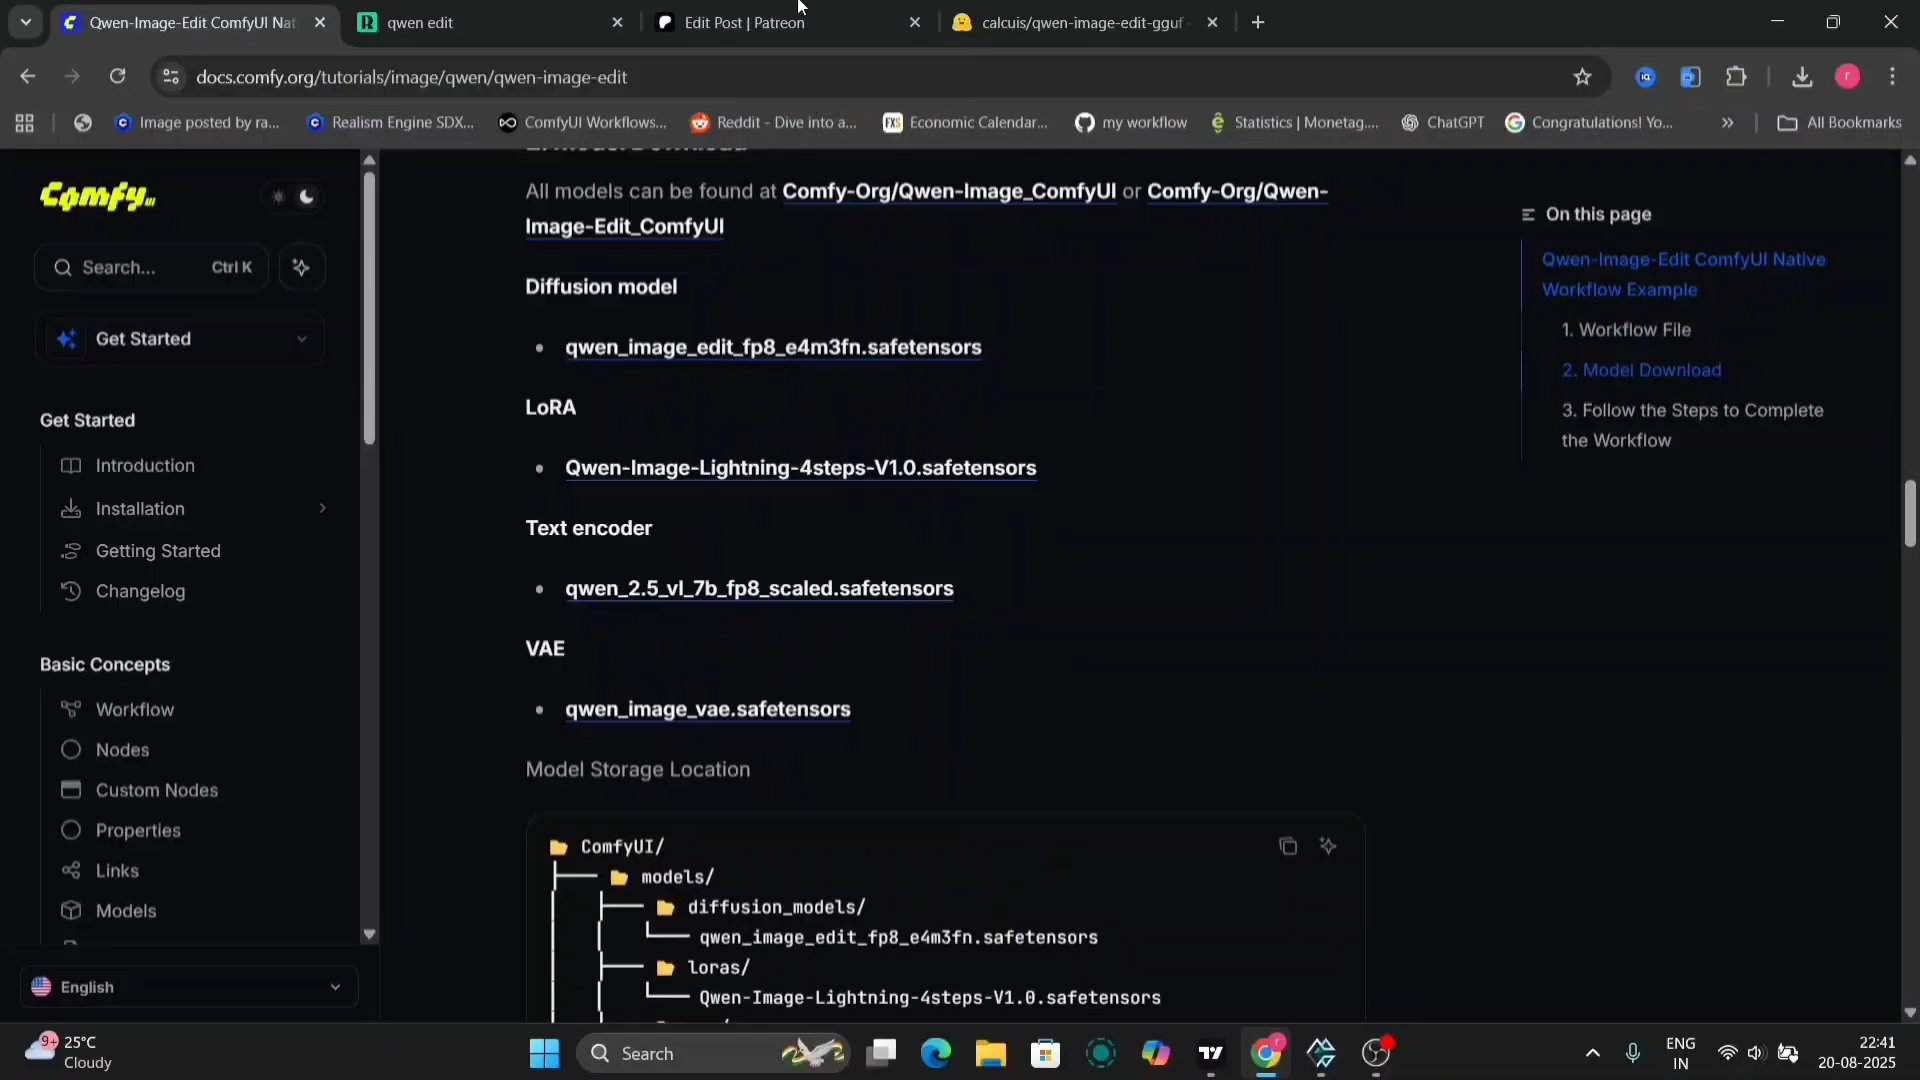 Qwen-Image-Edit ComfyUI Nat
qwen edit
Edit Post | Patreon
calcuis/qwen-image-edit-gguf
docs.comfy.org/tutorials/image/qwen/qwen-image-edit
r
Image posted by ra...
Realism Engine SDX...
ComfyUI Workflows...
Reddit - Dive into a...
FXS Economic Calendar...
my workflow
Statistics | Monetag....
ChatGPT
Congratulations! Yo...
All Bookmarks
Comfy
Search...
Ctrl K
Get Started
Get Started
Introduction
Installation
Getting Started
Changelog
Basic Concepts
Workflow
Nodes
Custom Nodes
Properties
Links
Models
English
2. Model Download
All models can be found at Comfy-Org/Qwen-Image_ComfyUI or Comfy-Org/Qwen-
Image-Edit_ComfyUI
Diffusion model
qwen_image_edit_fp8_e4m3fn.safetensors
LoRA
Qwen-Image-Lightning-4steps-V1.0.safetensors
Text encoder
qwen_2.5_vl_7b_fp8_scaled.safetensors
VAE
qwen_image_vae.safetensors
Model Storage Location
ComfyUI/
models/
diffusion_models/
qwen_image_edit_fp8_e4m3fn.safetensors
loras/
Qwen-Image-Lightning-4steps-V1.0.safetensors
On this page
Qwen-Image-Edit ComfyUI Native
Workflow Example
1. Workflow File
2. Model Download
3. Follow the Steps to Complete
the Workflow
9+
25°C
Cloudy
Search
ENG
IN
22:41
20-08-2025